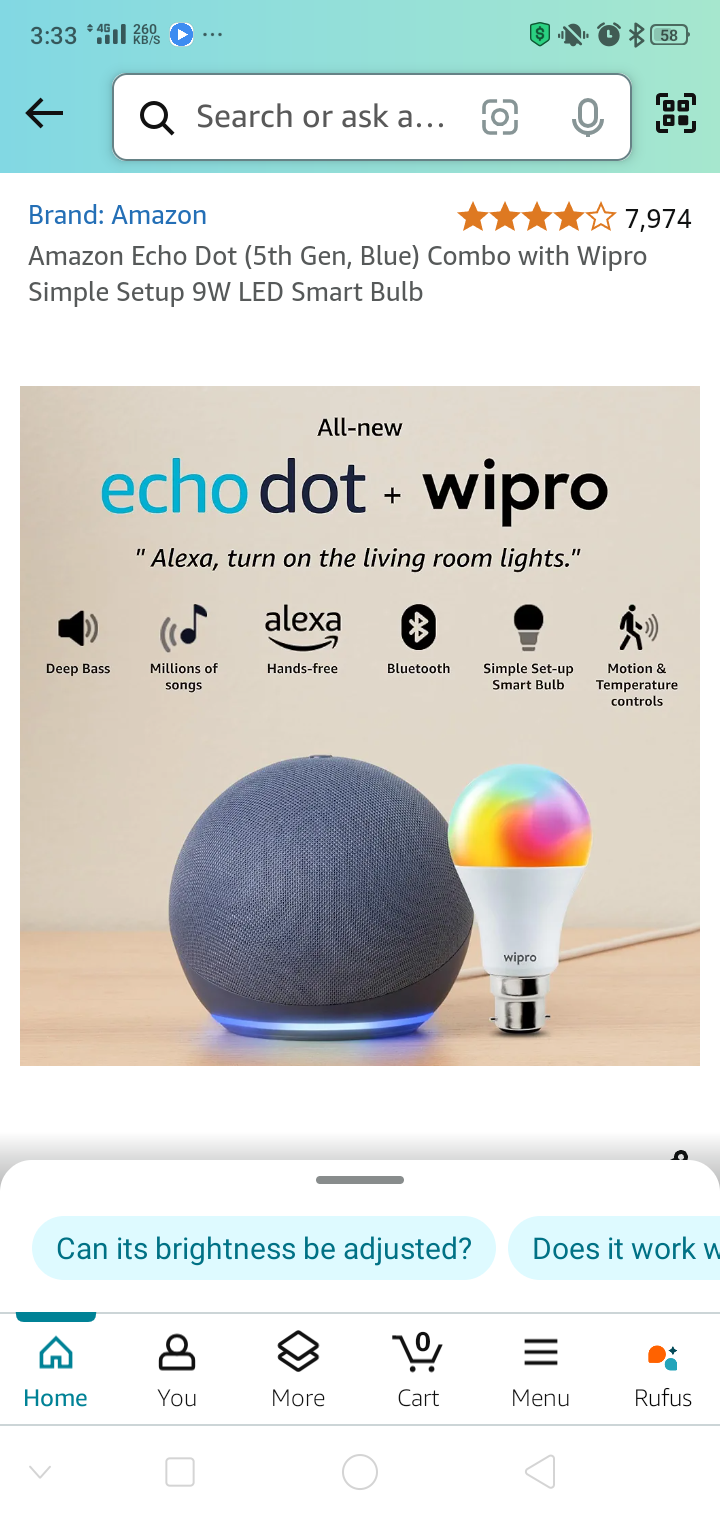 3:33 4G 260 KB/S 58
Search or ask a...
Brand: Amazon 7,974
Amazon Echo Dot (5th Gen, Blue) Combo with Wipro
Simple Setup 9W LED Smart Bulb
All-new
echo dot + wipro
" Alexa, turn on the living room lights."
alexa
Deep Bass
Millions of
songs
Hands-free
Bluetooth
Simple Set-up
Smart Bulb
Motion &
Temperature
controls
wipro
Can its brightness be adjusted? Does it work w
0
Home You More Cart Menu Rufus